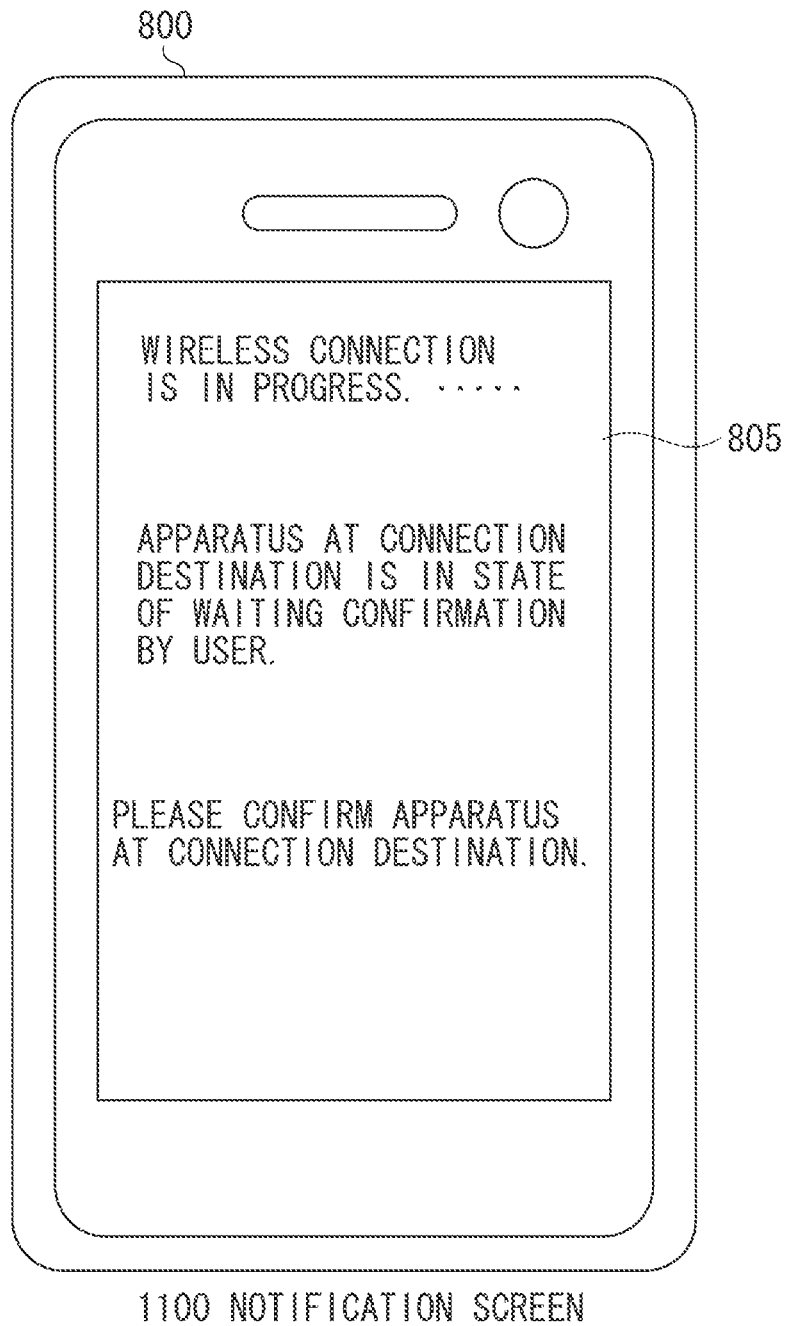 800
WIRELESS CONNECTION
IS IN PROGRESS. ·····
805
APPARATUS AT CONNECTION
DESTINATION IS IN STATE
OF WAITING CONFIRMATION
BY USER.
PLEASE CONFIRM APPARATUS
AT CONNECTION DESTINATION.
1100 NOTIFICATION SCREEN